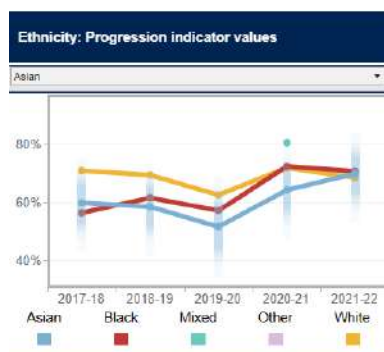 Ethnicity: Progression indicator values
Asian
80%
60%
40%
2017-18 2018-19 2019-20 2020-21 2021-22
Asian Black Mixed Other White